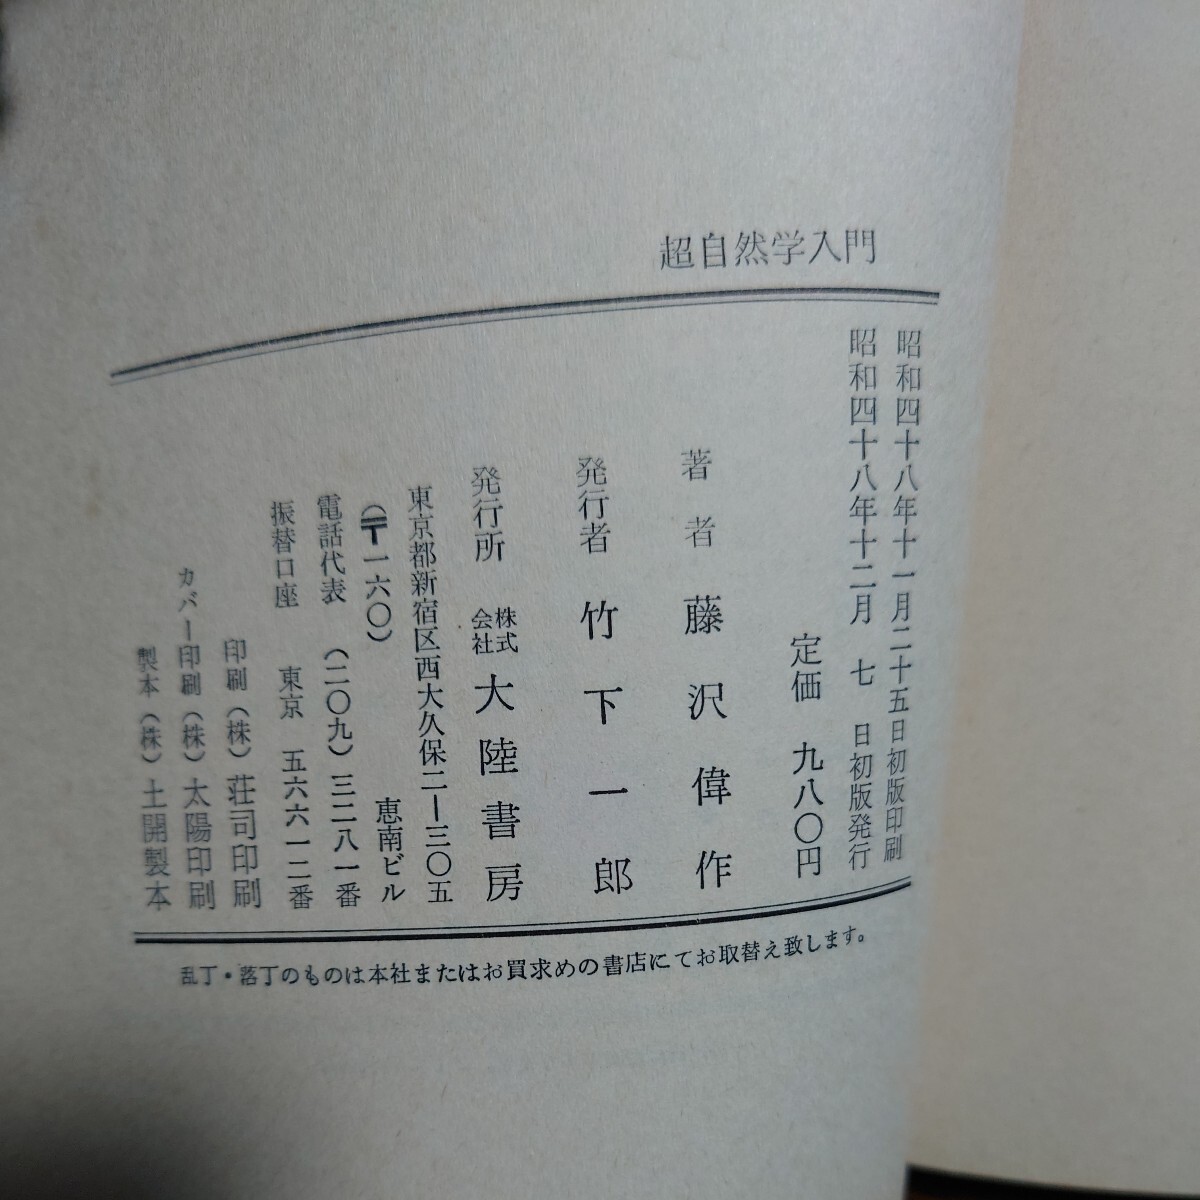 超自然学入門
昭和四十八年十一月二十五日初版印刷
昭和四十八年十二月 七 日初版発行
定価 九八〇円
著者 藤沢偉作
発行者 竹下一郎
発行所 株式会社 大陸書房
東京都新宿区西大久保二ー三〇五
恵南ビル
(〒一六〇)
電話代表 (二〇九) 三二八一番
振替口座 東京 五六六一二番
印刷 (株) 荘司印刷
カバー印刷 (株) 太陽印刷
製本 (株) 土開製本
乱丁・落丁のものは本社またはお買求めの書店にてお取替え致します。